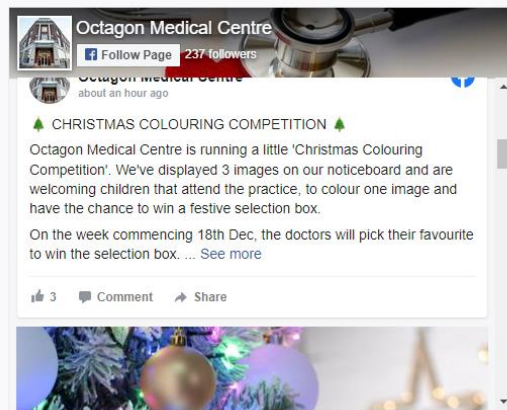 Octagon Medical Centre
Follow Page 237 followers
Octagon Medical Centre
about an hour ago
🌲 CHRISTMAS COLOURING COMPETITION 🌲
Octagon Medical Centre is running a little 'Christmas Colouring
Competition'. We've displayed 3 images on our noticeboard and are
welcoming children that attend the practice, to colour one image and
have the chance to win a festive selection box.
On the week commencing 18th Dec, the doctors will pick their favourite
to win the selection box. ... See more
3 Comment Share